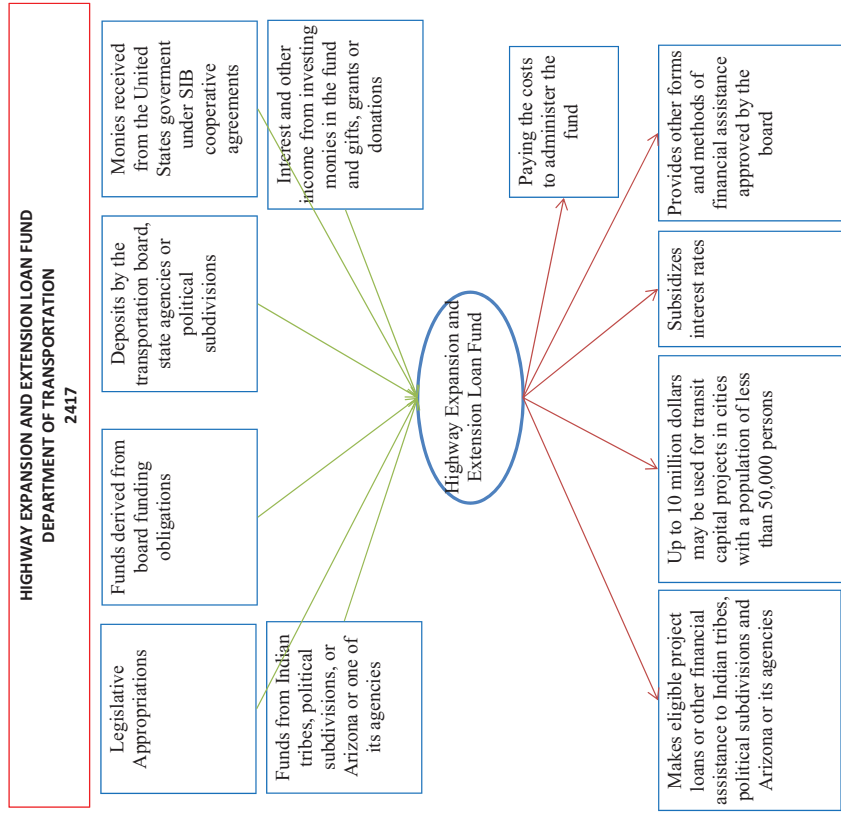 HIGHWAY EXPANSION AND EXTENSION LOAN FUND
DEPARTMENT OF TRANSPORTATION
2417
Legislative
Appropriations
Funds derived from
board funding
obligations
Deposits by the
transportation board,
state agencies or
political
subdivisions
Monies received
from the United
States goverment
under SIB
cooperative
agreements
Funds from Indian
tribes, political
subdivisions, or
Arizona or one of
its agencies
Interest and other
income from investing
monies in the fund
and gifts, grants or
donations
Highway Expansion and
Extension Loan Fund
Paying the costs
to administer the
fund
Makes eligible project
loans or other financial
assistance to Indian tribes,
political subdivisions and
Arizona or its agencies
Up to 10 million dollars
may be used for transit
capital projects in cities
with a population of less
than 50,000 persons
Subsidizes
interest rates
Provides other forms
and methods of
financial assistance
approved by the
board